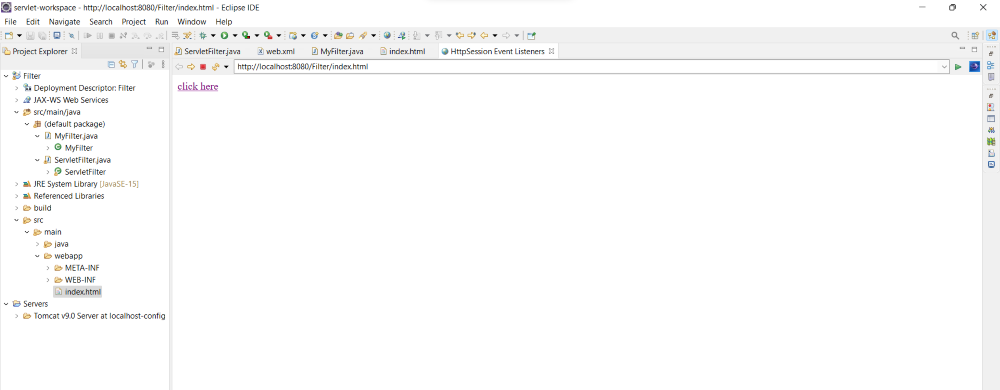 servlet-workspace - http://localhost:8080/Filter/index.html - Eclipse IDE
File Edit Navigate Search Project Run Window Help
Project Explorer
ServletFilter.java web.xml MyFilter.java index.html HttpSession Event Listeners
http://localhost:8080/Filter/index.html
click here
Filter
Deployment Descriptor: Filter
JAX-WS Web Services
src/main/java
(default package)
MyFilter.java
MyFilter
ServletFilter.java
ServletFilter
JRE System Library [JavaSE-15]
Referenced Libraries
build
src
main
java
webapp
META-INF
WEB-INF
index.html
Servers
Tomcat v9.0 Server at localhost-config